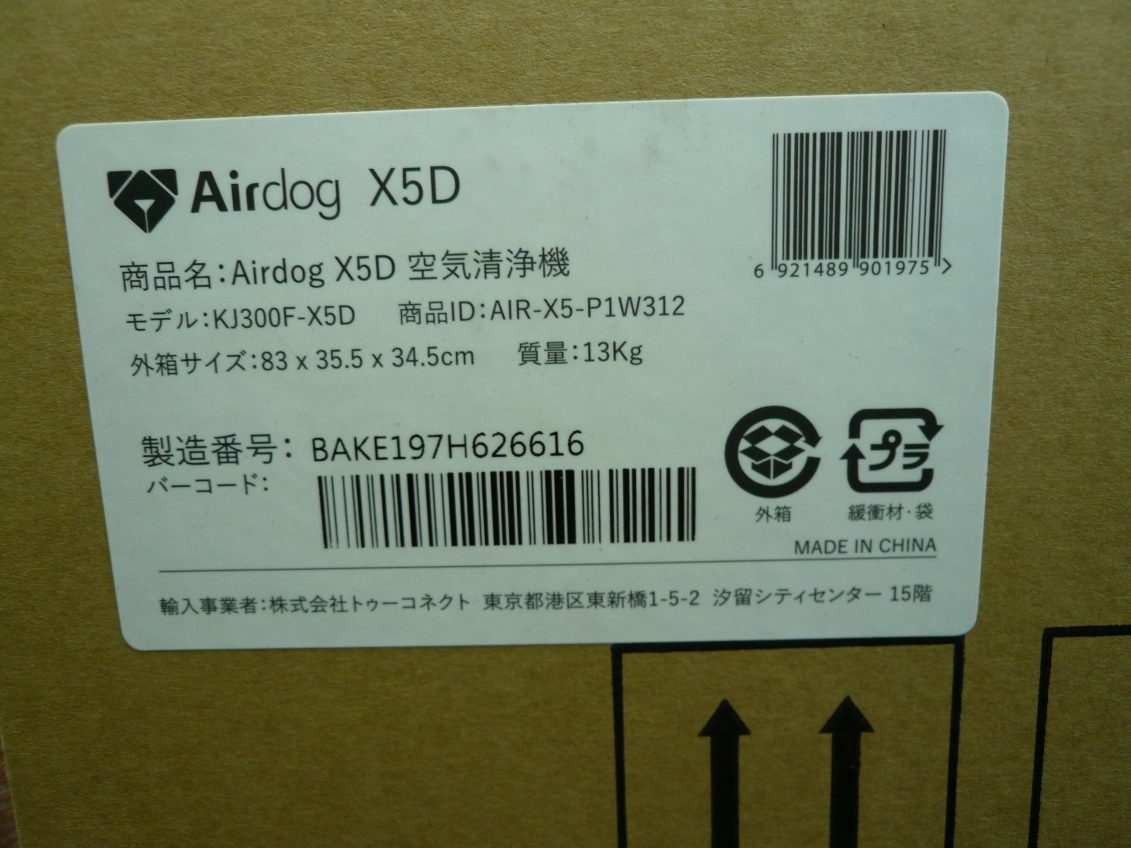 Airdog X5D
6 921489 901975 >
商品名：Airdog X5D 空気清浄機
モデル：KJ300F-X5D 商品ID：AIR-X5-P1W312
外箱サイズ：83 x 35.5 x 34.5cm 質量：13Kg
製造番号： BAKE197H626616
バーコード：
プラ
外箱 緩衝材・袋
MADE IN CHINA
輸入事業者：株式会社トゥーコネクト 東京都港区東新橋1-5-2 汐留シティセンター 15階